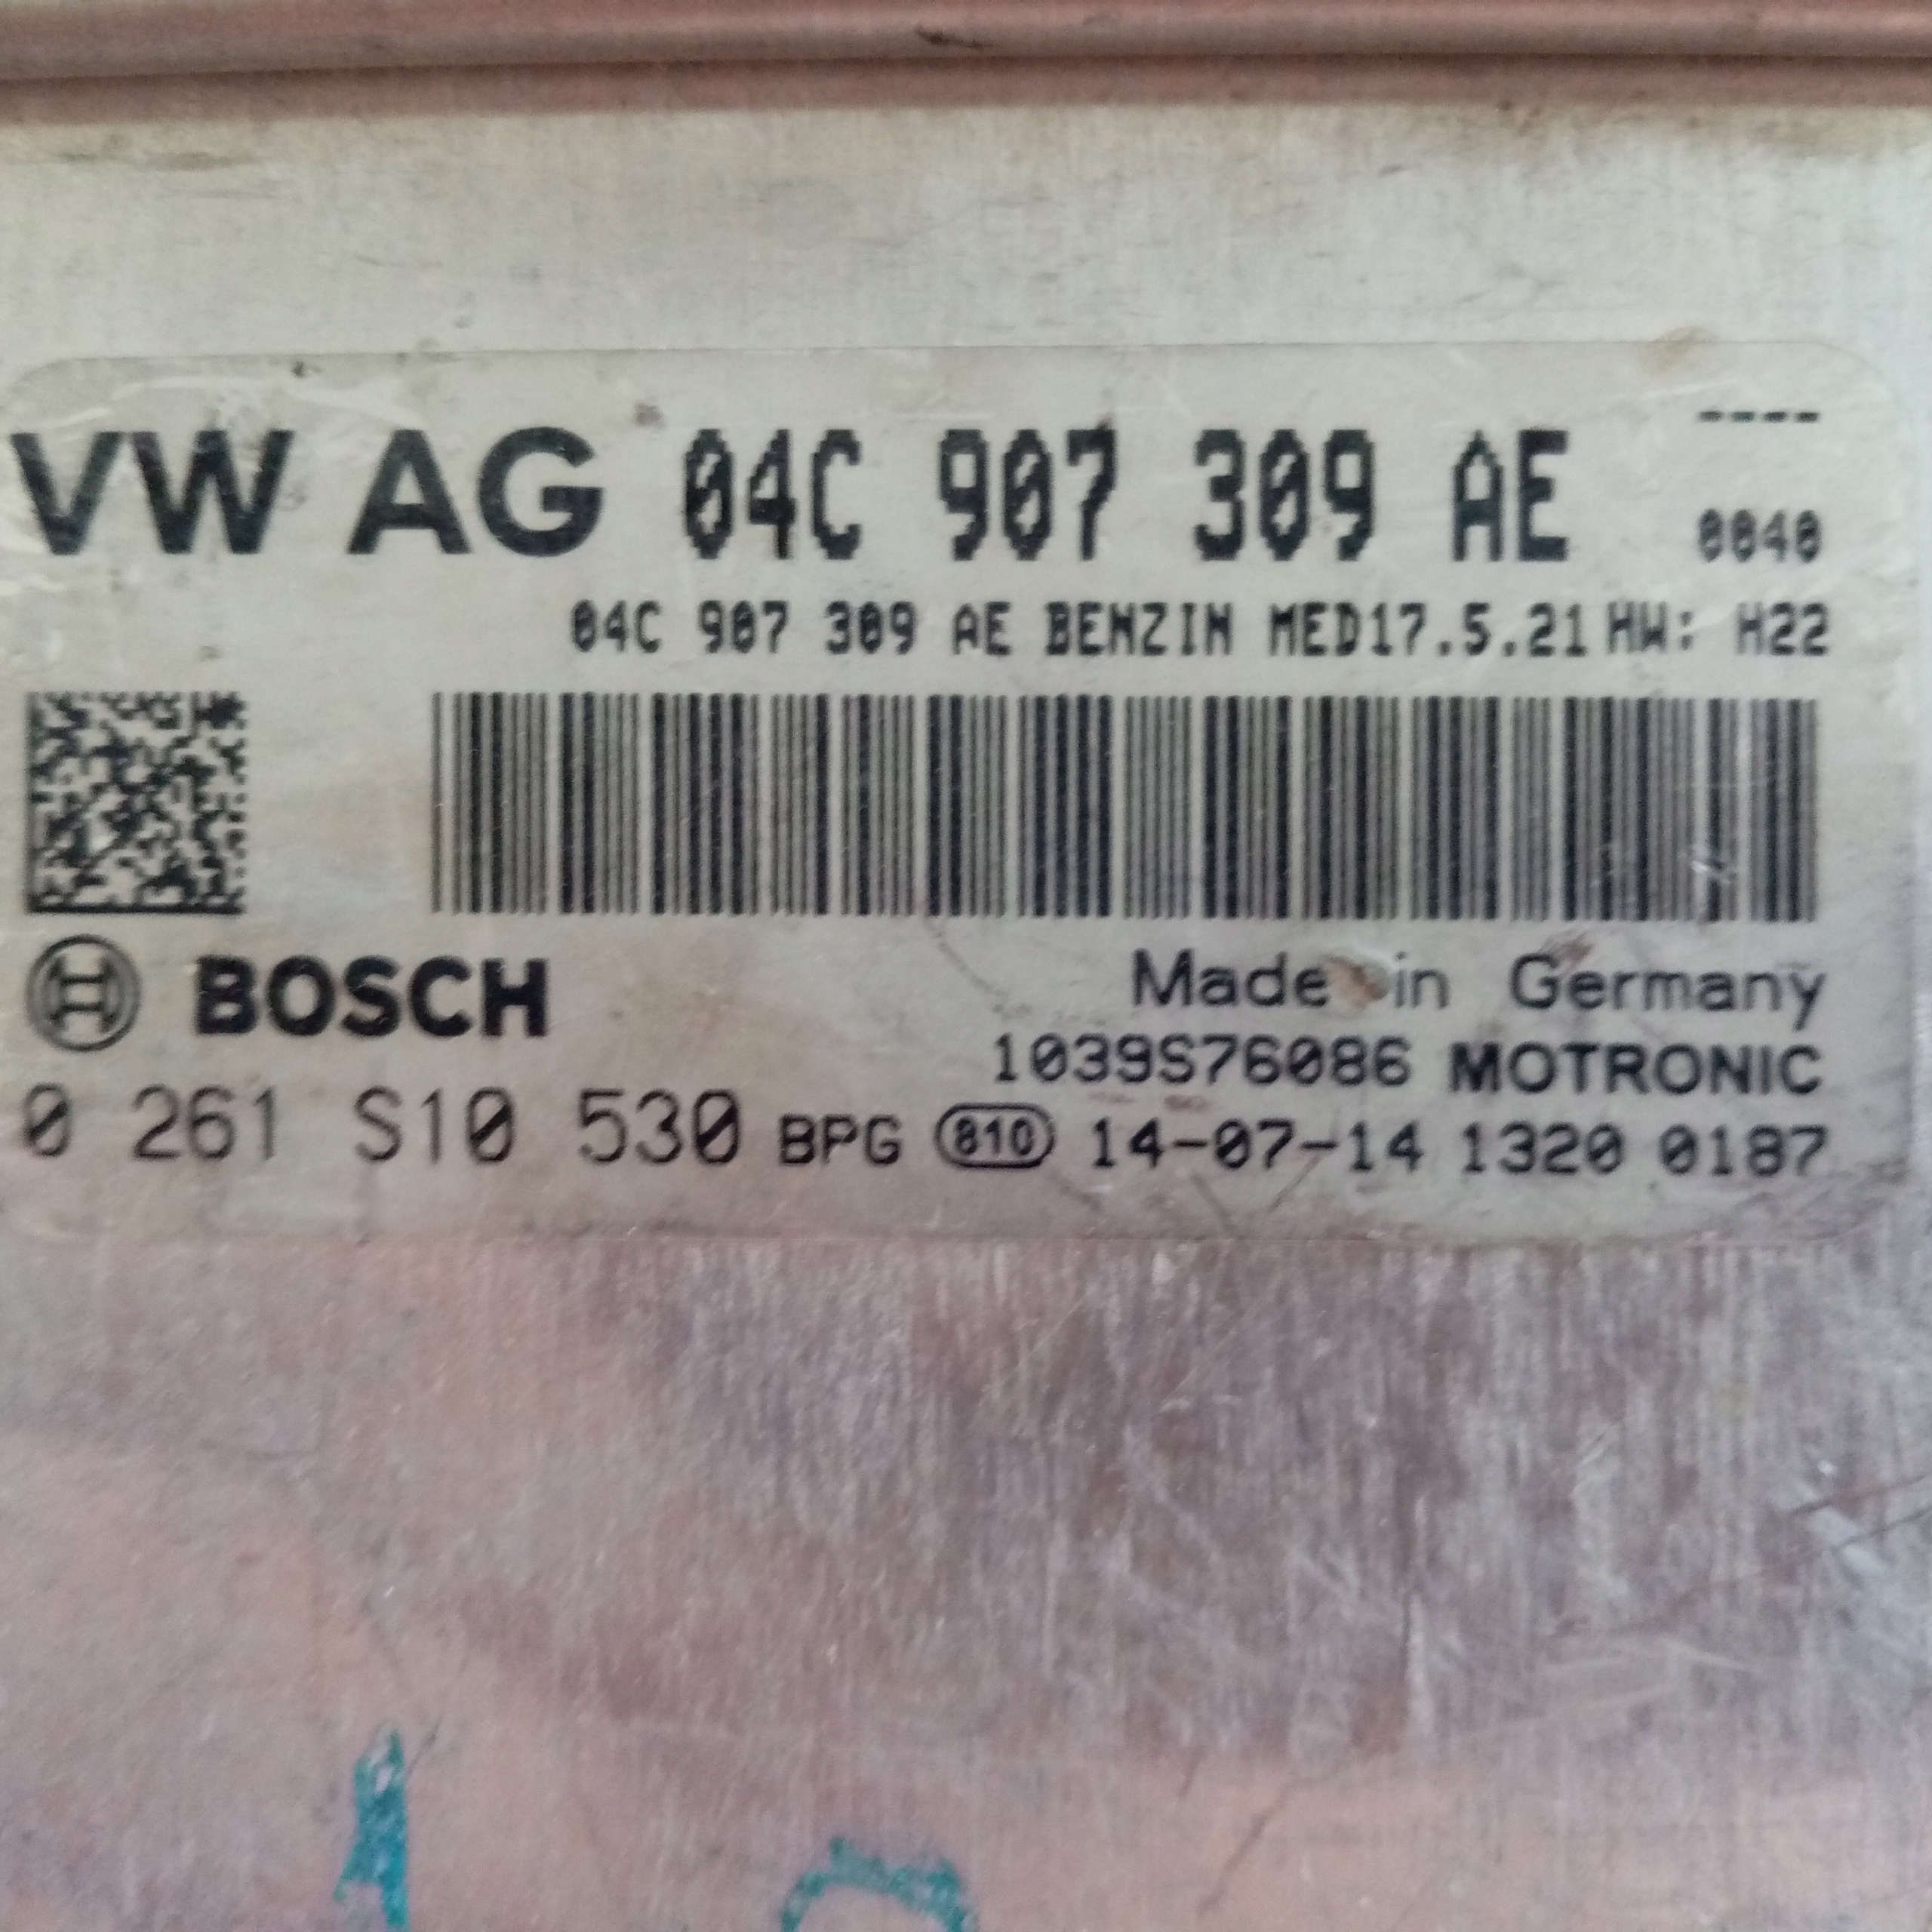 ----
VW AG 04C 907 309 AE 0040
04C 907 309 AE BENZIN MED17.5.21 HW: H22
BOSCH Made in Germany
1039S76086 MOTRONIC
0 261 S10 530 BPG 810 14-07-14 1320 0187